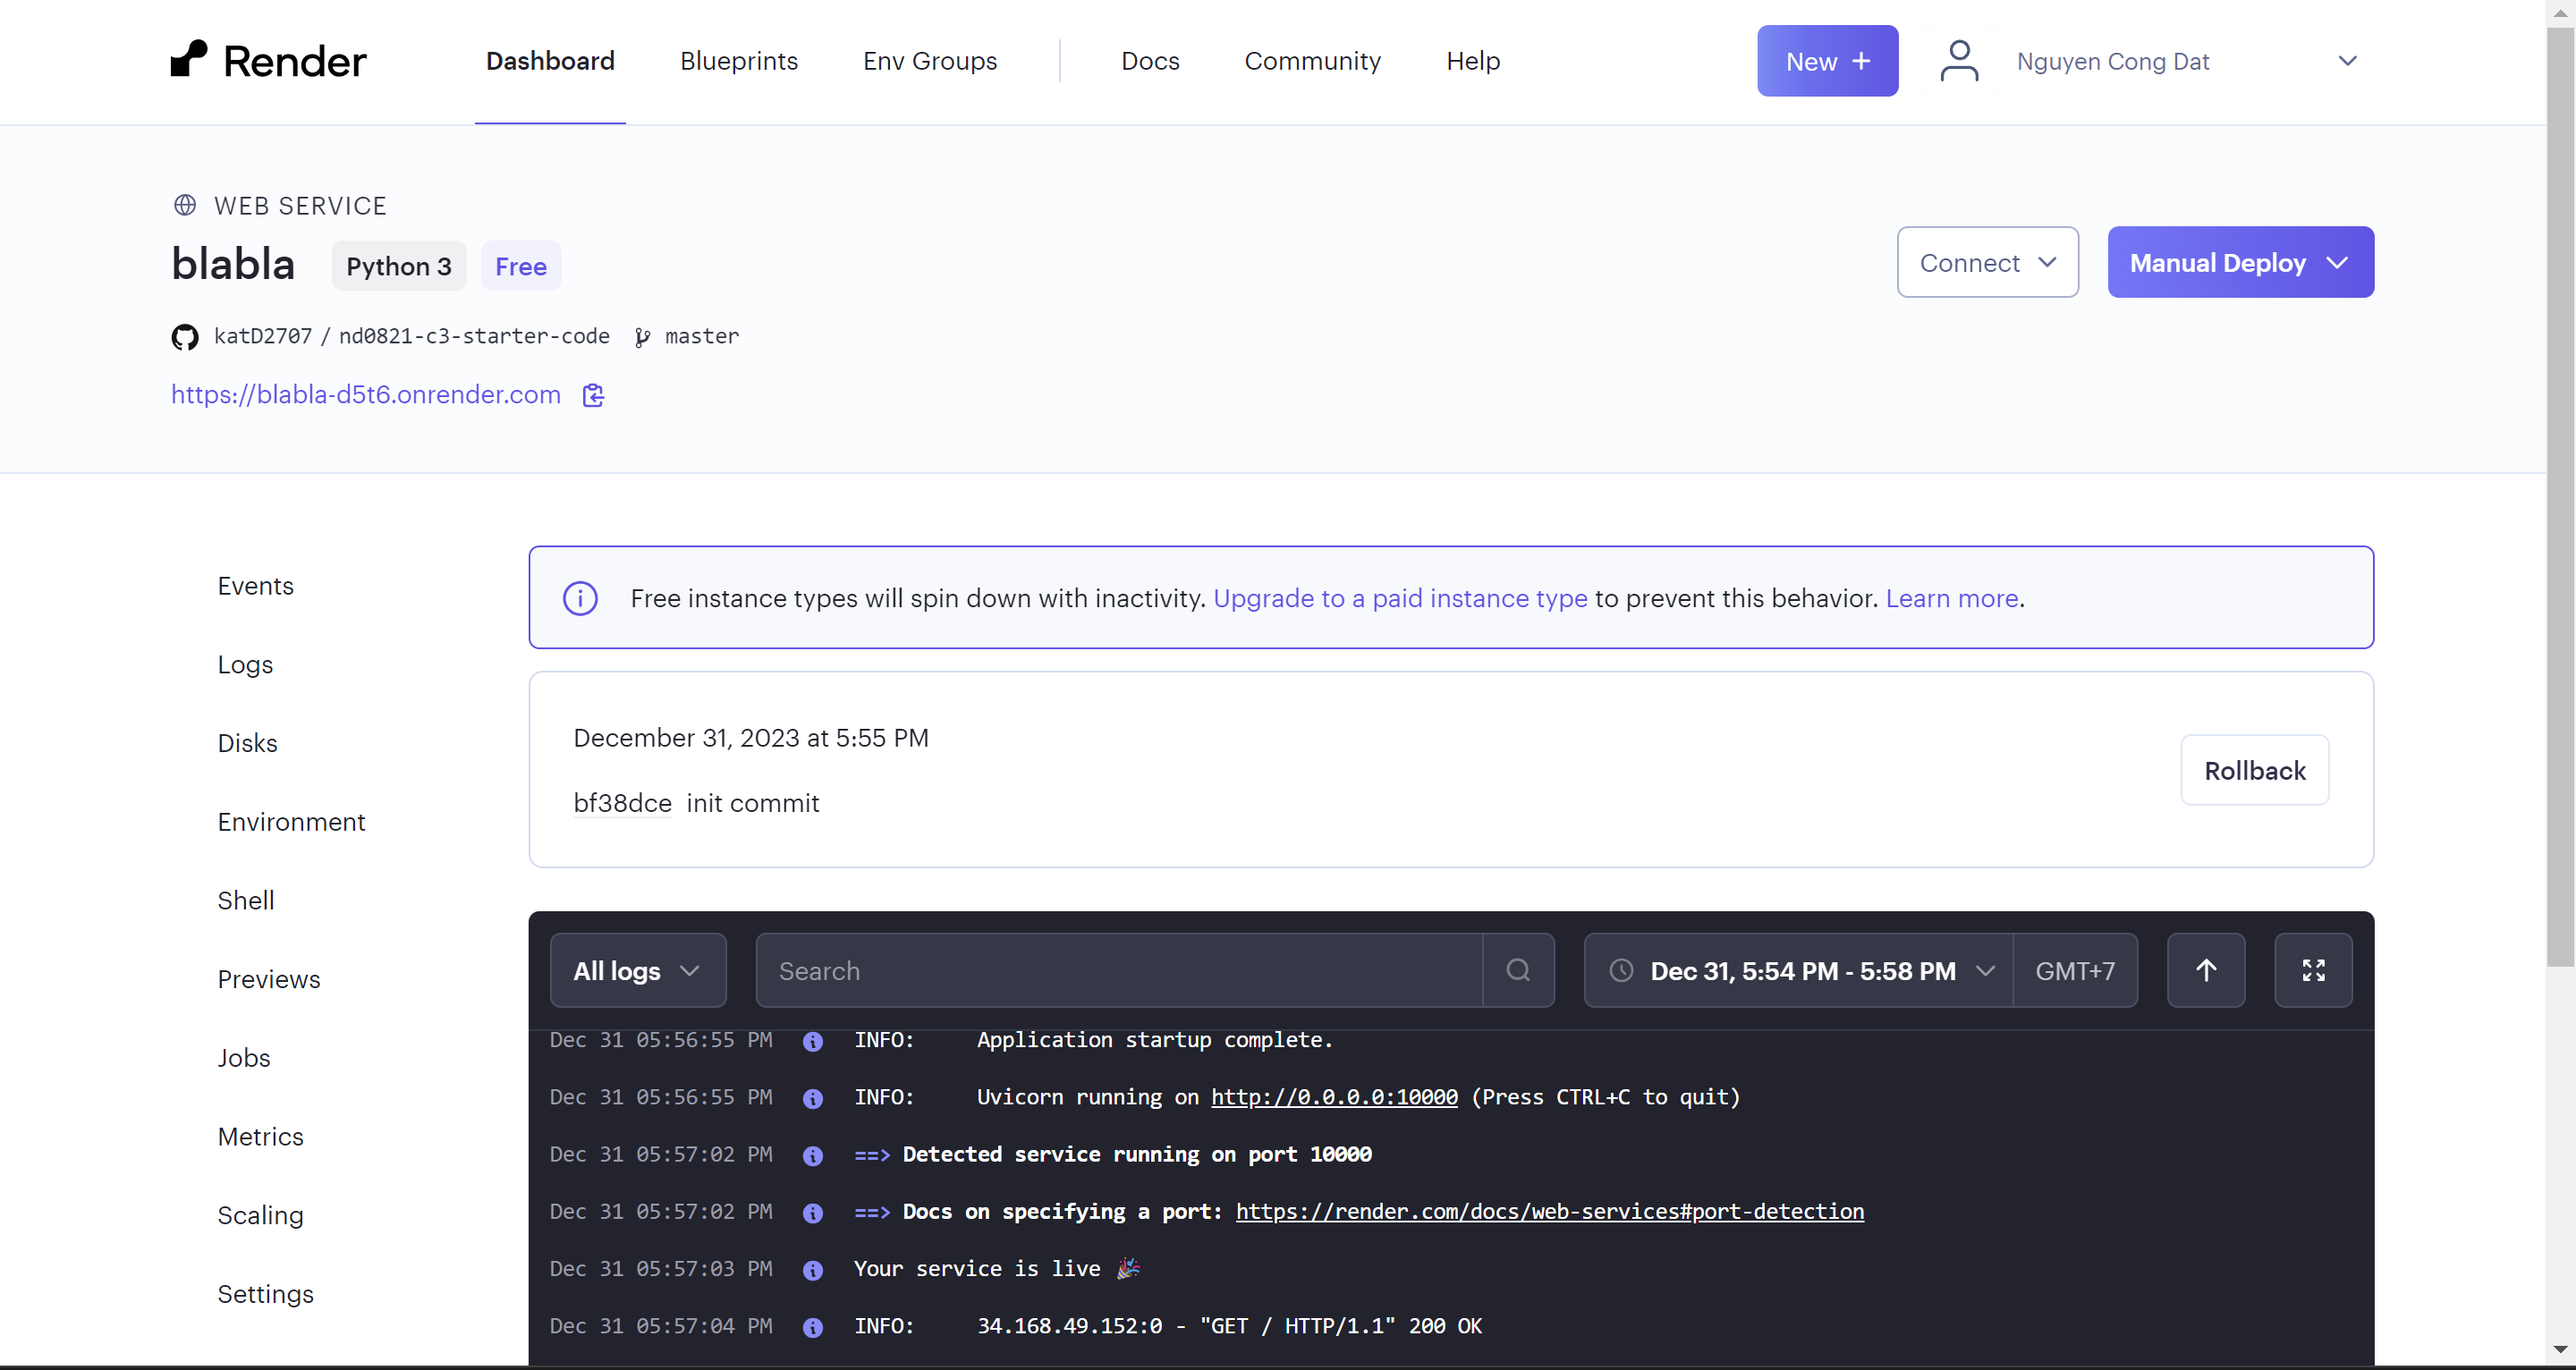 Render Dashboard Blueprints Env Groups Docs Community Help New + Nguyen Cong Dat
WEB SERVICE
blabla Python 3 Free Connect Manual Deploy
katD2707 / nd0821-c3-starter-code master
https://blabla-d5t6.onrender.com
Events
Logs
Disks
Environment
Shell
Previews
Jobs
Metrics
Scaling
Settings
Free instance types will spin down with inactivity. Upgrade to a paid instance type to prevent this behavior. Learn more.
December 31, 2023 at 5:55 PM
bf38dce init commit
Rollback
All logs Search Dec 31, 5:54 PM - 5:58 PM GMT+7
Dec 31 05:56:55 PM INFO: Application startup complete.
Dec 31 05:56:55 PM INFO: Uvicorn running on http://0.0.0.0:10000 (Press CTRL+C to quit)
Dec 31 05:57:02 PM ==> Detected service running on port 10000
Dec 31 05:57:02 PM ==> Docs on specifying a port: https://render.com/docs/web-services#port-detection
Dec 31 05:57:03 PM Your service is live 🎉
Dec 31 05:57:04 PM INFO: 34.168.49.152:0 - "GET / HTTP/1.1" 200 OK